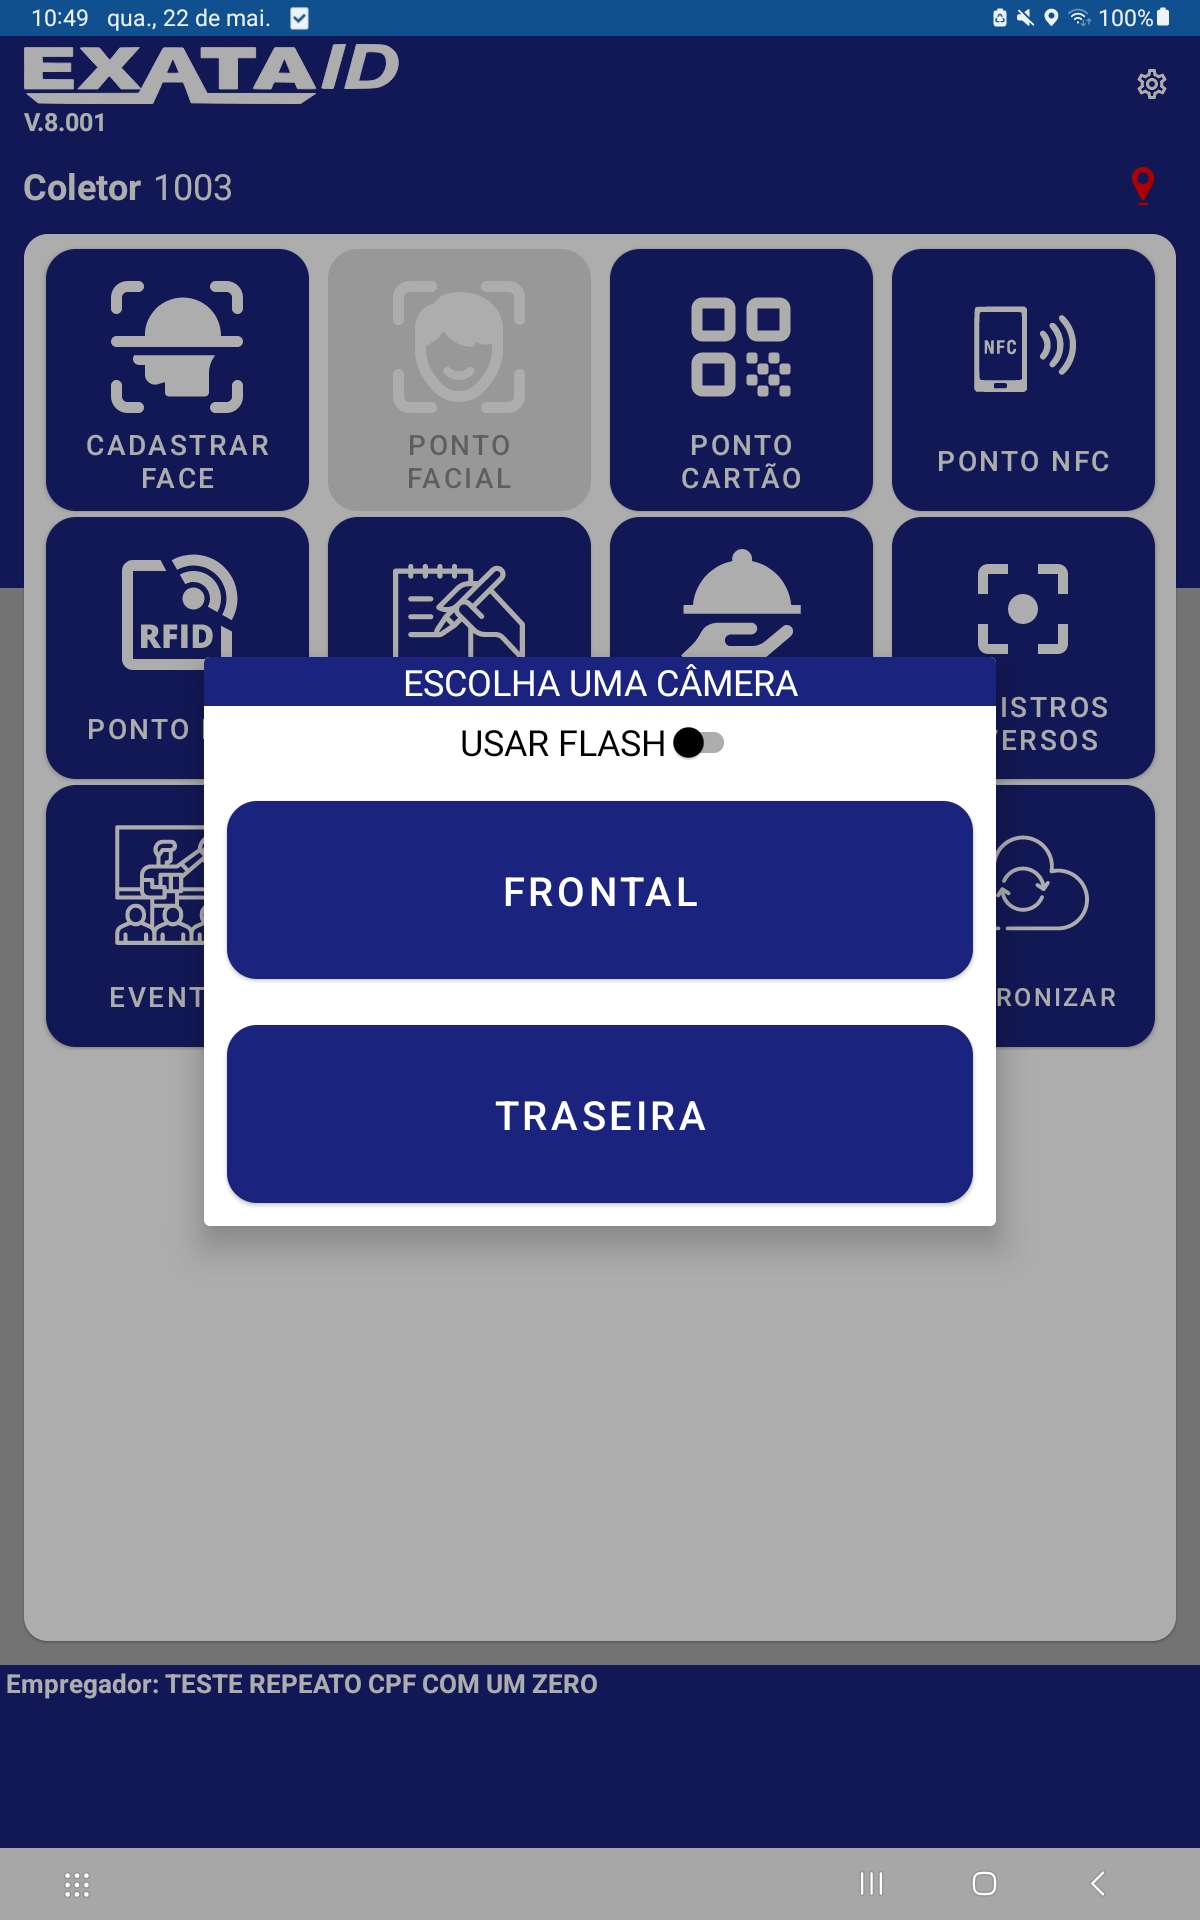 10:49 qua., 22 de mai. 100%
EXATAID
V.8.001
Coletor 1003
CADASTRAR
FACE
PONTO
FACIAL
PONTO
CARTÃO
NFC
PONTO NFC
RFID
PONTO
ISTROS
ERSOS
EVENT
RONIZAR
ESCOLHA UMA CÂMERA
USAR FLASH
FRONTAL
TRASEIRA
Empregador: TESTE REPEATO CPF COM UM ZERO